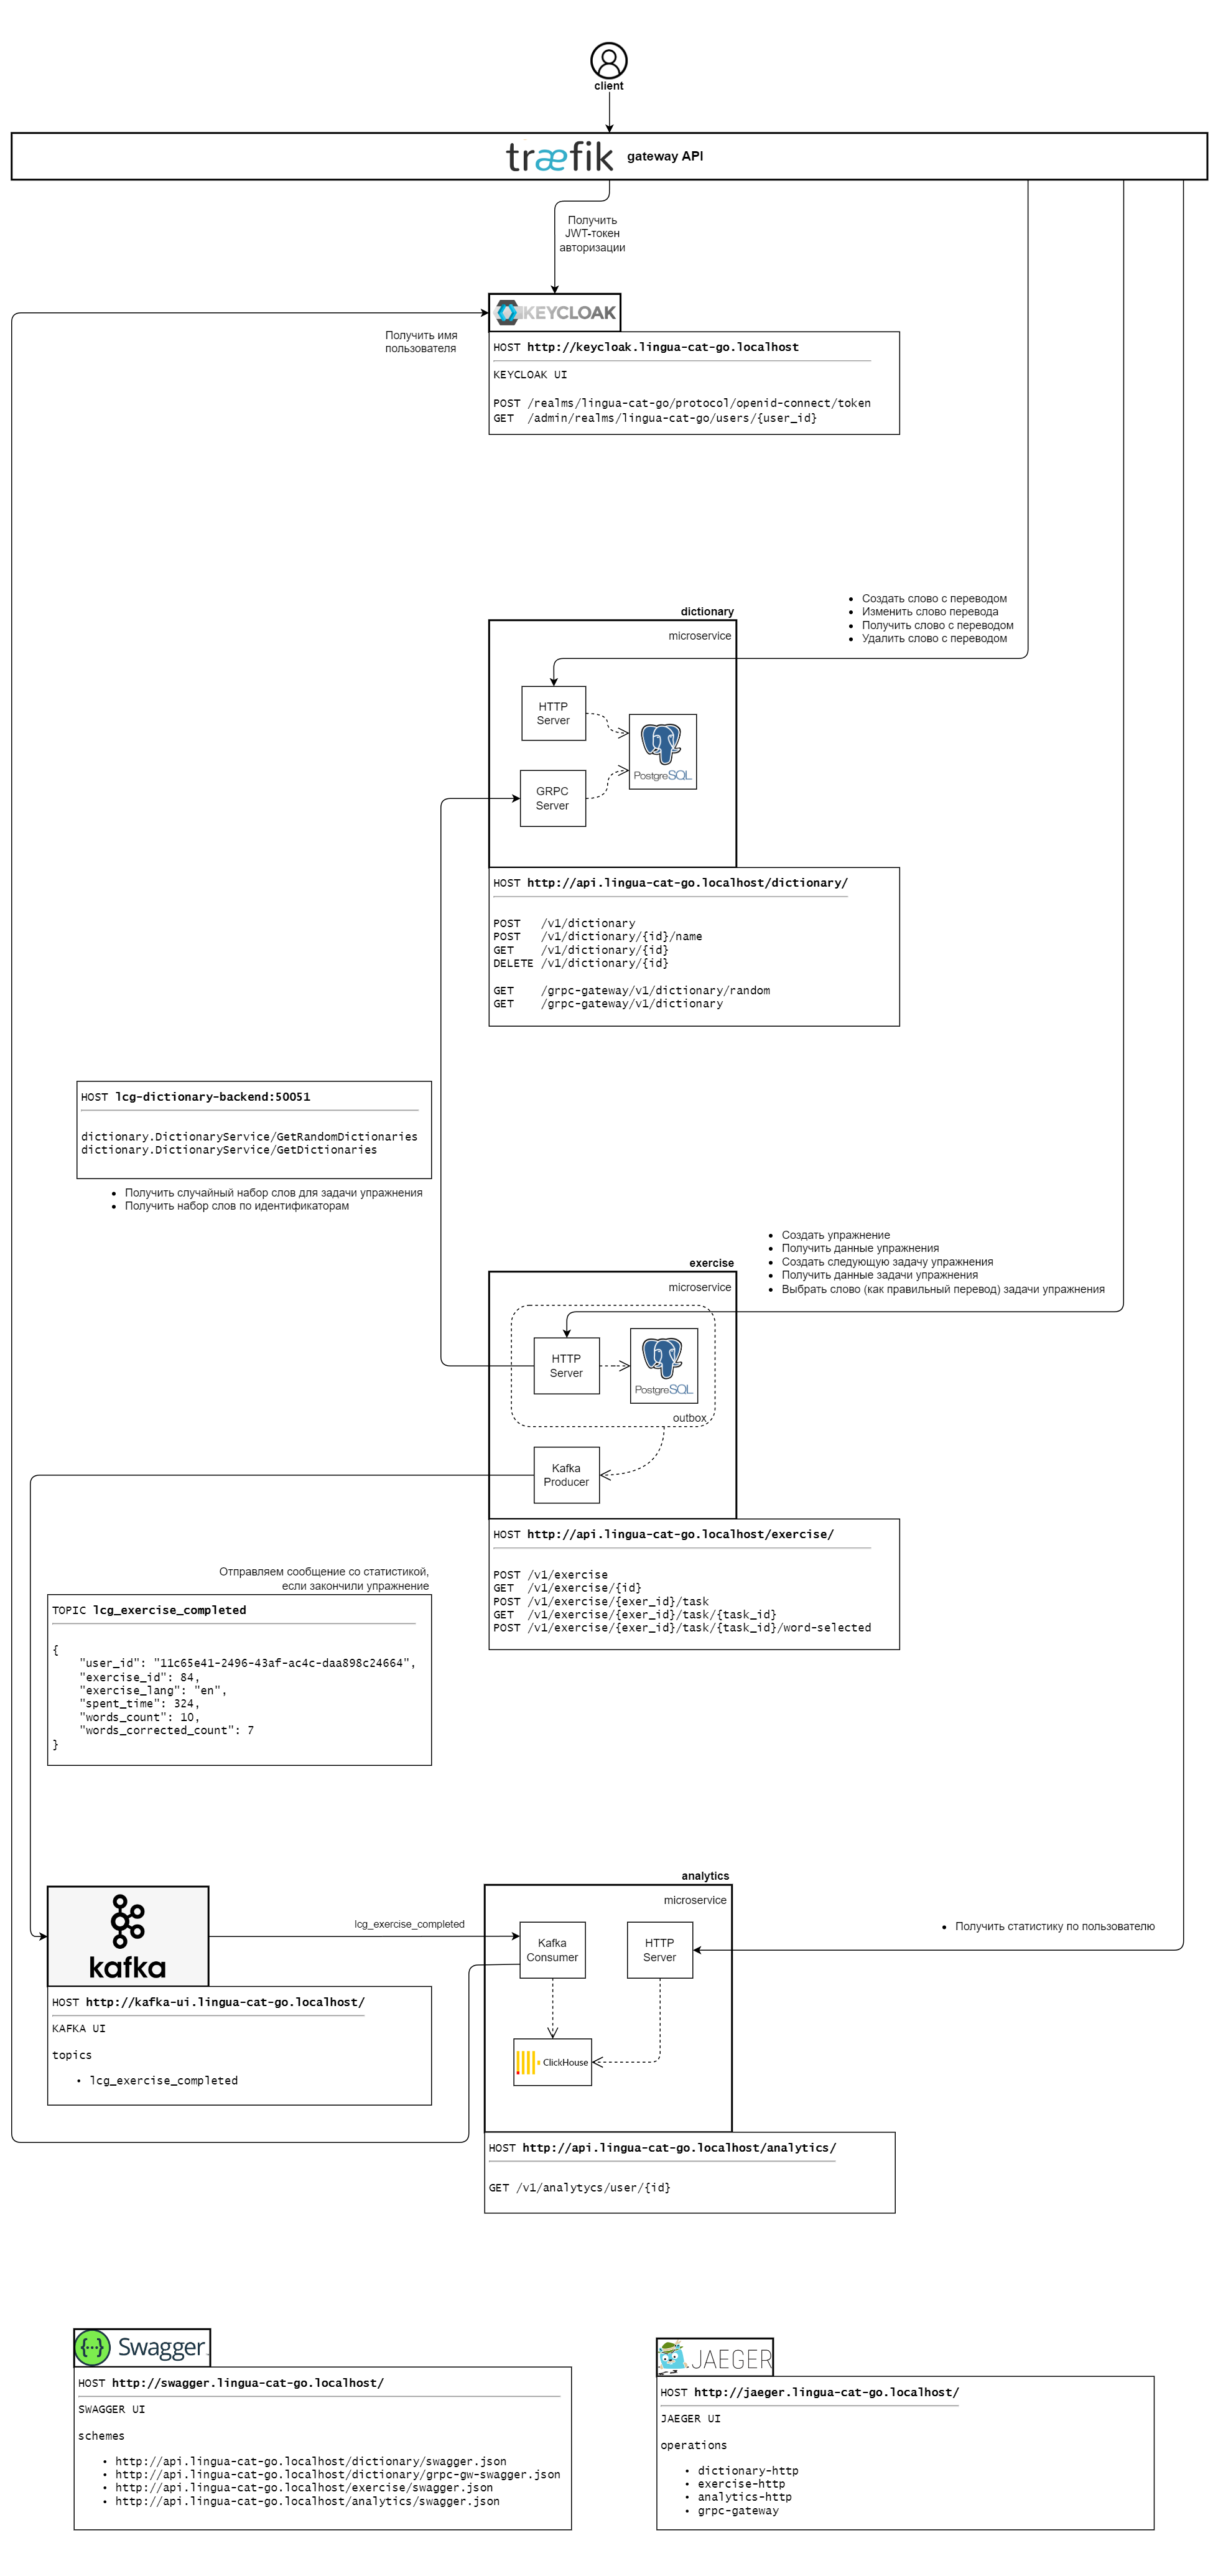 client
træfik gateway API
Получить
JWT-токен
авторизации
KEYCLOAK
Получить имя
пользователя
HOST http://keycloak.lingua-cat-go.localhost
KEYCLOAK UI
POST /realms/lingua-cat-go/protocol/openid-connect/token
GET /admin/realms/lingua-cat-go/users/{user_id}
Создать слово с переводом
Изменить слово перевода
Получить слово с переводом
Удалить слово с переводом
dictionary
microservice
HTTP
Server
PostgreSQL
GRPC
Server
HOST http://api.lingua-cat-go.localhost/dictionary/
POST /v1/dictionary
POST /v1/dictionary/{id}/name
GET /v1/dictionary/{id}
DELETE /v1/dictionary/{id}
GET /grpc-gateway/v1/dictionary/random
GET /grpc-gateway/v1/dictionary
HOST lcg-dictionary-backend:50051
dictionary.DictionaryService/GetRandomDictionaries
dictionary.DictionaryService/GetDictionaries
Получить случайный набор слов для задачи упражнения
Получить набор слов по идентификаторам
Создать упражнение
Получить данные упражнения
Создать следующую задачу упражнения
Получить данные задачи упражнения
Выбрать слово (как правильный перевод) задачи упражнения
exercise
microservice
HTTP
Server
PostgreSQL
outbox
Kafka
Producer
HOST http://api.lingua-cat-go.localhost/exercise/
POST /v1/exercise
GET /v1/exercise/{id}
POST /v1/exercise/{exer_id}/task
GET /v1/exercise/{exer_id}/task/{task_id}
POST /v1/exercise/{exer_id}/task/{task_id}/word-selected
Отправляем сообщение со статистикой,
если закончили упражнение
TOPIC lcg_exercise_completed
{
"user_id": "11c65e41-2496-43af-ac4c-daa898c24664",
"exercise_id": 84,
"exercise_lang": "en",
"spent_time": 324,
"words_count": 10,
"words_corrected_count": 7
}
kafka
lcg_exercise_completed
HOST http://kafka-ui.lingua-cat-go.localhost/
KAFKA UI
topics
lcg_exercise_completed
analytics
microservice
Kafka
Consumer
HTTP
Server
ClickHouse
Получить статистику по пользователю
HOST http://api.lingua-cat-go.localhost/analytics/
GET /v1/analytycs/user/{id}
Swagger
HOST http://swagger.lingua-cat-go.localhost/
SWAGGER UI
schemes
http://api.lingua-cat-go.localhost/dictionary/swagger.json
http://api.lingua-cat-go.localhost/dictionary/grpc-gw-swagger.json
http://api.lingua-cat-go.localhost/exercise/swagger.json
http://api.lingua-cat-go.localhost/analytics/swagger.json
JAEGER
HOST http://jaeger.lingua-cat-go.localhost/
JAEGER UI
operations
dictionary-http
exercise-http
analytics-http
grpc-gateway